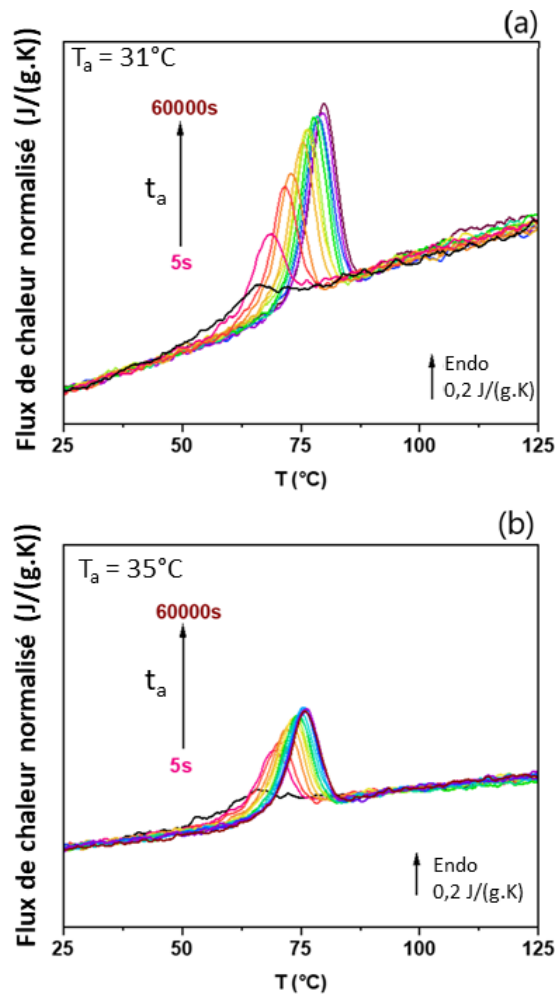 (a)
Flux de chaleur normalisé (J/(g.K))
Ta = 31°C
60000s
ta
5s
Endo
0,2 J/(g.K)
25 50 75 100 125
T (°C)
(b)
Flux de chaleur normalisé (J/(g.K))
Ta = 35°C
60000s
ta
5s
Endo
0,2 J/(g.K)
25 50 75 100 125
T (°C)